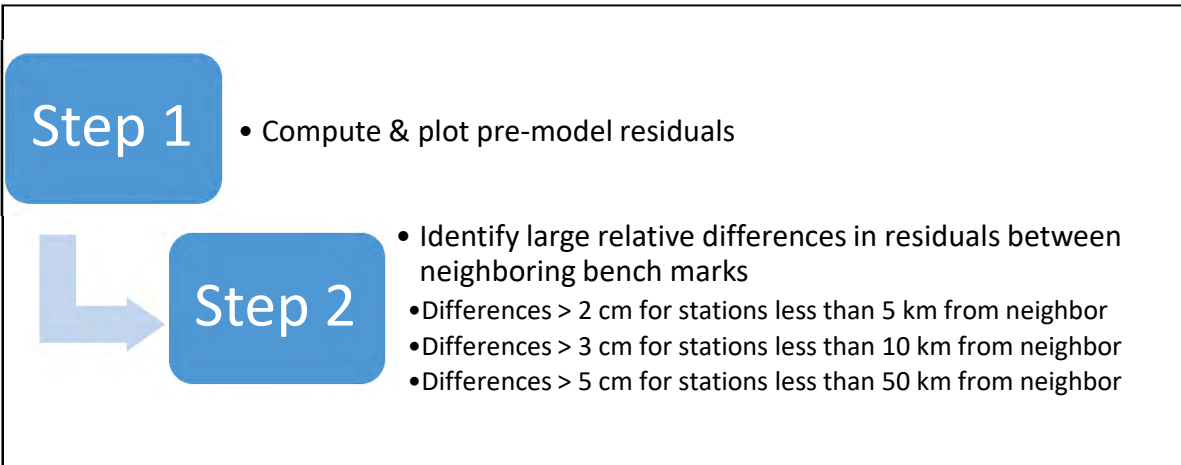 Step 1
• Compute & plot pre-model residuals
Step 2
• Identify large relative differences in residuals between
neighboring bench marks
•Differences > 2 cm for stations less than 5 km from neighbor
•Differences > 3 cm for stations less than 10 km from neighbor
•Differences > 5 cm for stations less than 50 km from neighbor